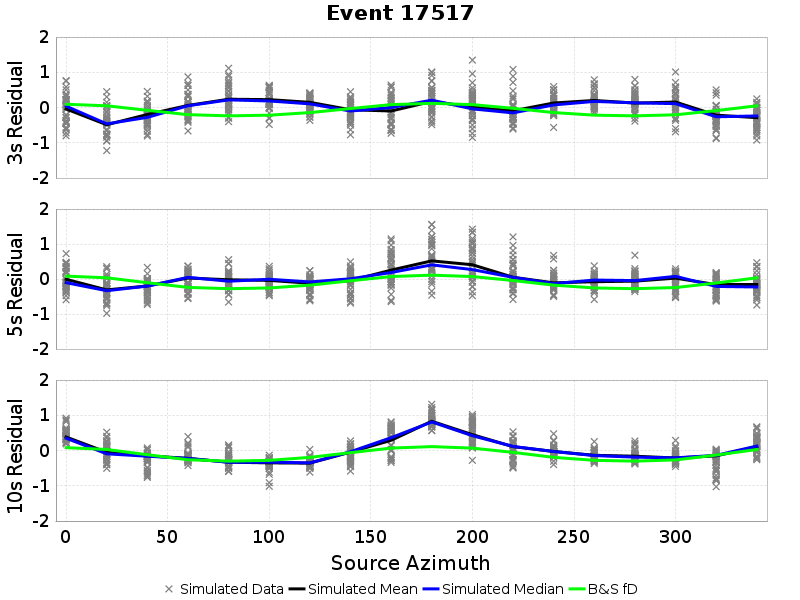 Event 17517
2
1
0
-1
-2
3s Residual
2
1
0
-1
-2
5s Residual
2
1
0
-1
-2
10s Residual
0 50 100 150 200 250 300
Source Azimuth
Simulated Data Simulated Mean Simulated Median B&S fD